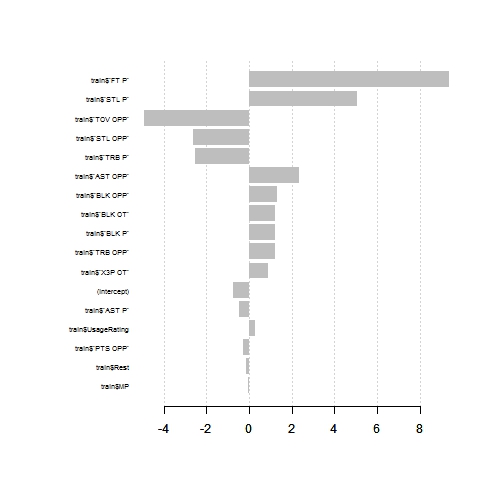 train$`FT P`
train$`STL P`
train$`TOV OPP`
train$`STL OPP`
train$`TRB P`
train$`AST OPP`
train$`BLK OPP`
train$`BLK OT`
train$`BLK P`
train$`TRB OPP`
train$`X3P OT`
(Intercept)
train$`AST P`
train$UsageRating
train$`PTS OPP`
train$Rest
train$MP
-4 -2 0 2 4 6 8